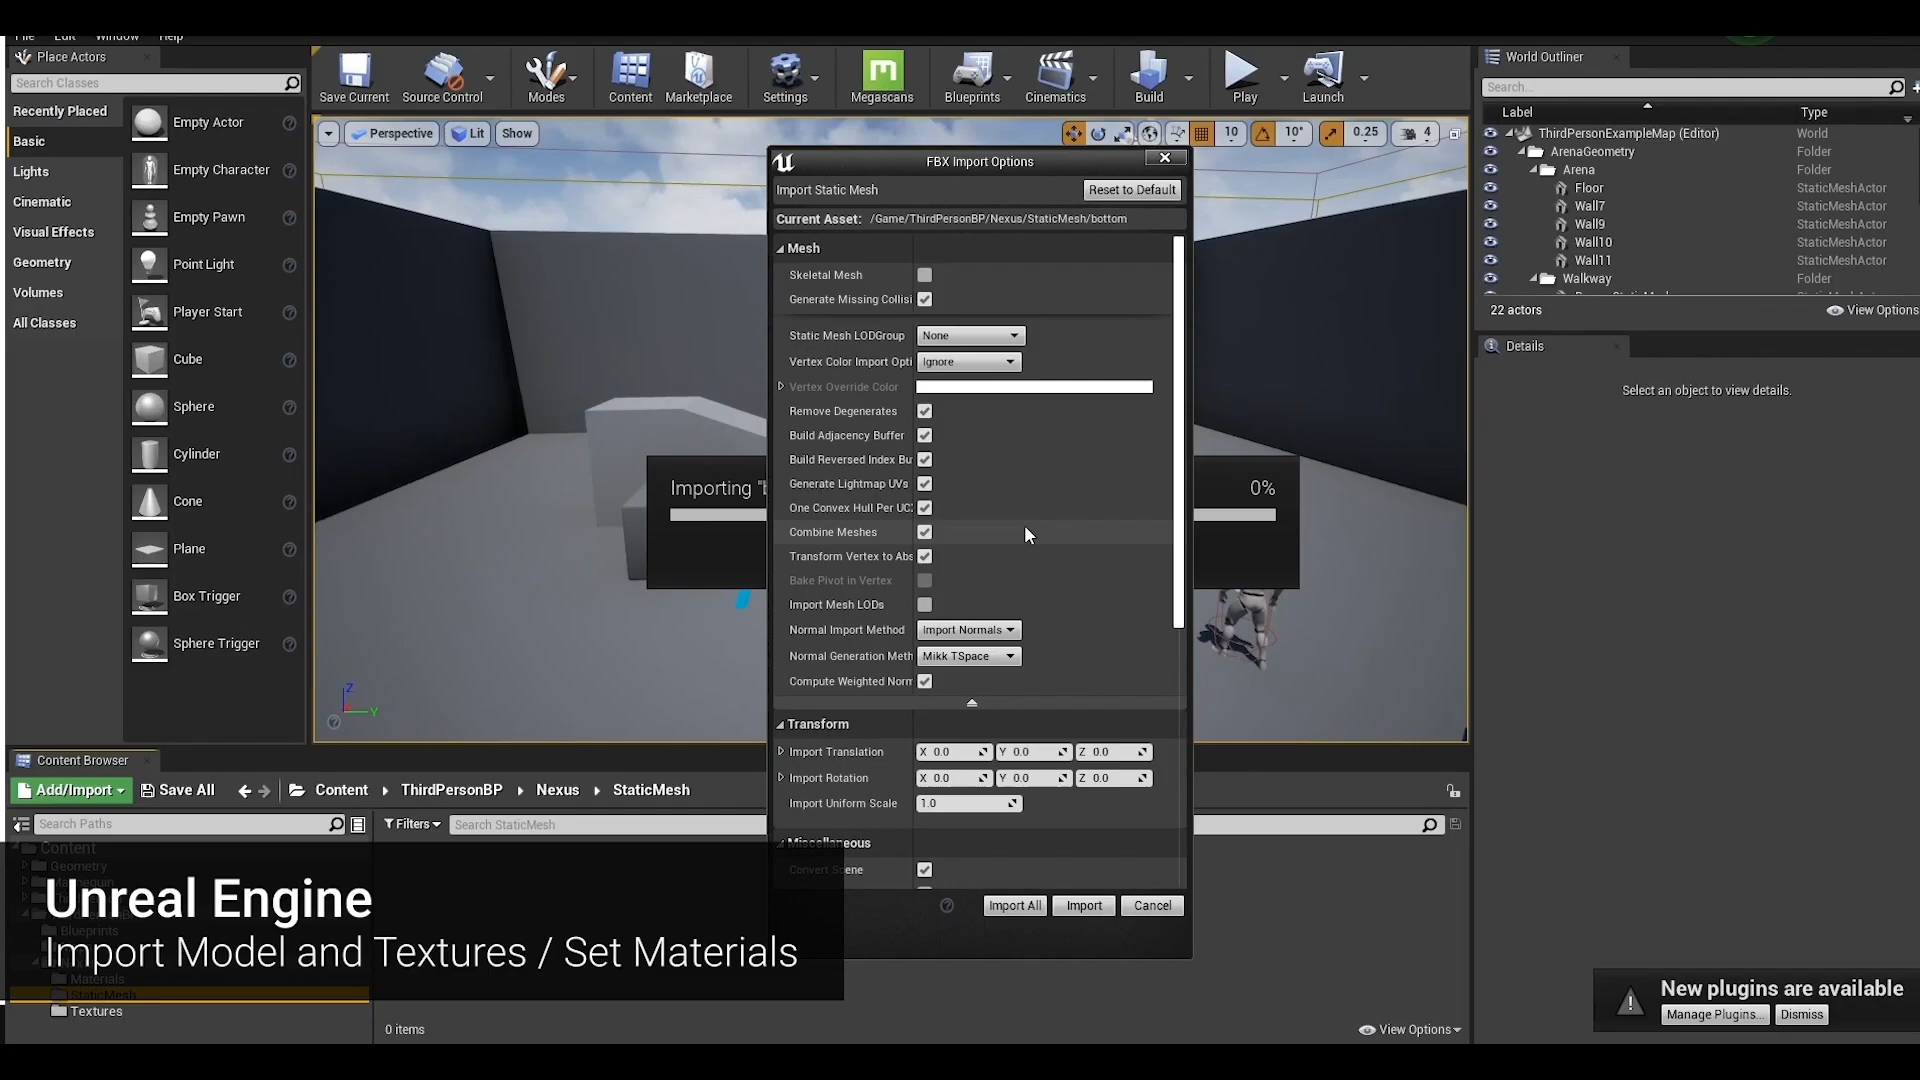 File Edit Window Help
Place Actors
Search Classes
Recently Placed
Basic
Lights
Cinematic
Visual Effects
Geometry
Volumes
All Classes
Empty Actor
Empty Character
Empty Pawn
Point Light
Player Start
Cube
Sphere
Cylinder
Cone
Plane
Box Trigger
Sphere Trigger
Save Current
Source Control
Modes
Content
Marketplace
Settings
Megascans
Blueprints
Cinematics
Build
Play
Launch
Perspective
Lit
Show
10
10°
0.25
4
Importing "b
0%
Z
Y
FBX Import Options
Import Static Mesh
Reset to Default
Current Asset: /Game/ThirdPersonBP/Nexus/StaticMesh/bottom
Mesh
Skeletal Mesh
Generate Missing Collisi
Static Mesh LODGroup None
Vertex Color Import Opti Ignore
Vertex Override Color
Remove Degenerates
Build Adjacency Buffer
Build Reversed Index Bu
Generate Lightmap UVs
One Convex Hull Per UC
Combine Meshes
Transform Vertex to Abs
Bake Pivot in Vertex
Import Mesh LODs
Normal Import Method Import Normals
Normal Generation Meth Mikk TSpace
Compute Weighted Norm
Transform
Import Translation X 0.0 Y 0.0 Z 0.0
Import Rotation X 0.0 Y 0.0 Z 0.0
Import Uniform Scale 1.0
Miscellaneous
Convert Scene
Import All
Import
Cancel
World Outliner
Search...
Label Type
ThirdPersonExampleMap (Editor) World
ArenaGeometry Folder
Arena Folder
Floor StaticMeshActor
Wall7 StaticMeshActor
Wall9 StaticMeshActor
Wall10 StaticMeshActor
Wall11 StaticMeshActor
Walkway Folder
22 actors
View Options
Details
Select an object to view details.
Content Browser
Add/Import
Save All
Content
ThirdPersonBP
Nexus
StaticMesh
Search Paths
Filters
Search StaticMesh
Content
Geometry
Blueprints
Materials
StaticMesh
Textures
0 items
View Options
Unreal Engine
Import Model and Textures / Set Materials
New plugins are available
Manage Plugins...
Dismiss